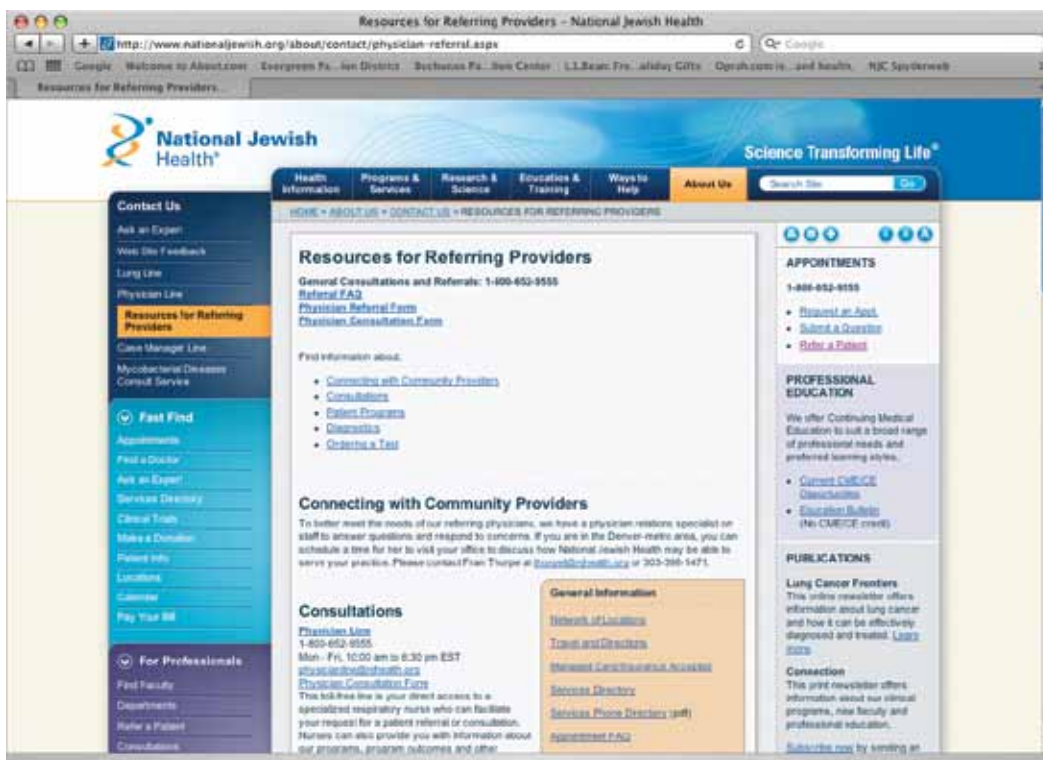 Resources for Referring Providers – National Jewish Health
http://www.nationaljewish.org/about/contact/physician-referral.aspx
Google
Google Welcome to About.com
Resources for Referring Providers...
National Jewish
Health®
Science Transforming Life®
Health Information
Programs & Services
Research & Science
Education & Training
Ways to Help
About Us
Search Site
Go
Contact Us
Ask an Expert
Web Site Feedback
Lung Line
Physician Line
Resources for Referring
Providers
Case Manager Line
Mycobacterial Diseases
Consult Service
Fast Find
Appointments
Find a Doctor
Ask an Expert
Services Directory
Clinical Trials
Make a Donation
Patient Info
Locations
Calendar
Pay Your Bill
For Professionals
Find Faculty
Departments
Refer a Patient
Consultations
HOME » ABOUT US » CONTACT US » RESOURCES FOR REFERRING PROVIDERS
Resources for Referring Providers
General Consultations and Referrals: 1-800-652-9555
Referral FAQ
Physician Referral Form
Physician Consultation Form
Find information about:
• Connecting with Community Providers
• Consultations
• Patient Programs
• Diagnostics
• Ordering a Test
Connecting with Community Providers
To better meet the needs of our referring physicians, we have a physician relations specialist on
staff to answer questions and respond to concerns. If you are in the Denver-metro area, you can
schedule a time for her to visit your office to discuss how National Jewish Health may be able to
serve your practice. Please contact Fran Thorpe at or 303-398-1471.
Consultations
Physician Line
1-800-652-9555
Mon - Fri, 10:00 am to 6:30 pm EST
physicianline@njhealth.org
Physician Consultation Form
This toll-free line is your direct access to a
specialized respiratory nurse who can facilitate
your request for a patient referral or consultation.
Nurses can also provide you with information about
our programs, program outcomes and other
General Information
Network of Locations
Travel and Directions
Managed Care/Insurance Accepted
Services Directory
Services Phone Directory (pdf)
Appointment FAQ
APPOINTMENTS
1-800-652-9555
• Request an Appt.
• Submit a Question
• Refer a Patient
PROFESSIONAL
EDUCATION
We offer Continuing Medical
Education to suit a broad range
of professional needs and
preferred learning styles.
• Current CME/CE
Opportunities
• Education Bulletin
(No CME/CE credit)
PUBLICATIONS
Lung Cancer Frontiers
This online newsletter offers
information about lung cancer
and how it can be effectively
diagnosed and treated. Learn
more.
Connection
This print newsletter offers
information about our clinical
programs, new faculty and
professional education.
Subscribe now by sending an